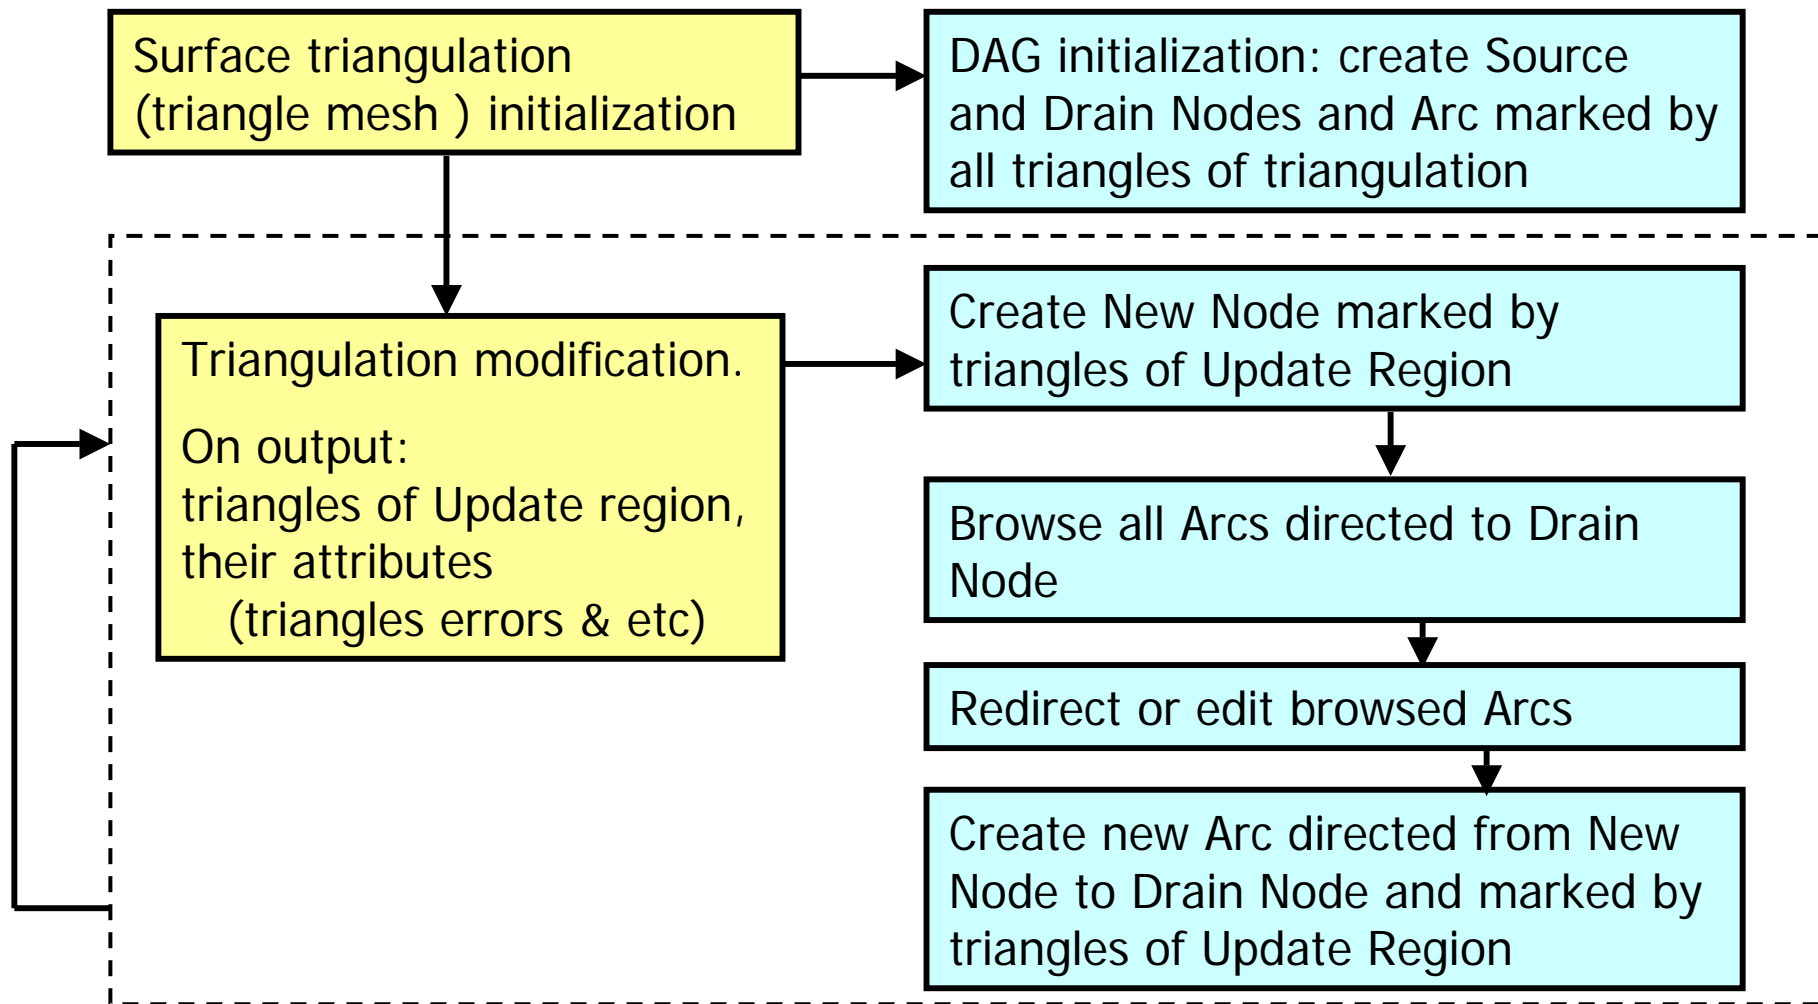 Surface triangulation
(triangle mesh ) initialization
DAG initialization: create Source
and Drain Nodes and Arc marked by
all triangles of triangulation
Triangulation modification.
On output:
triangles of Update region,
their attributes
(triangles errors & etc)
Create New Node marked by
triangles of Update Region
Browse all Arcs directed to Drain
Node
Redirect or edit browsed Arcs
Create new Arc directed from New
Node to Drain Node and marked by
triangles of Update Region